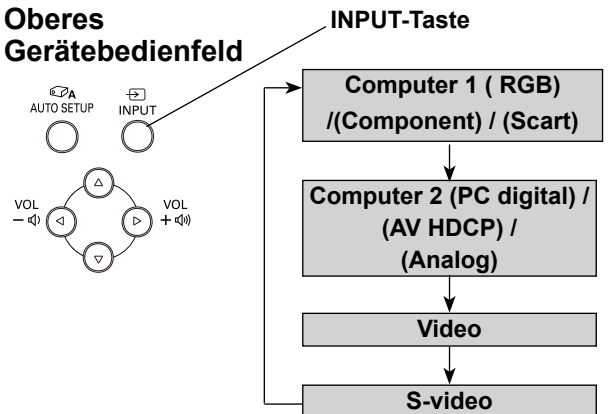 Oberes
Gerätebedienfeld
INPUT-Taste
A
AUTO SETUP
INPUT
VOL
–
VOL
+
Computer 1 ( RGB)
/(Component) / (Scart)
Computer 2 (PC digital) /
(AV HDCP) /
(Analog)
Video
S-video